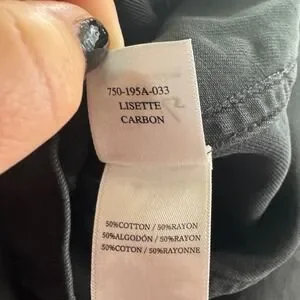 750-195A-033
LISETTE
CARBON
50%COTTON / 50%RAYON
50%ALGODÓN / 50%RAYON
50%COTON / 50%RAYONNE